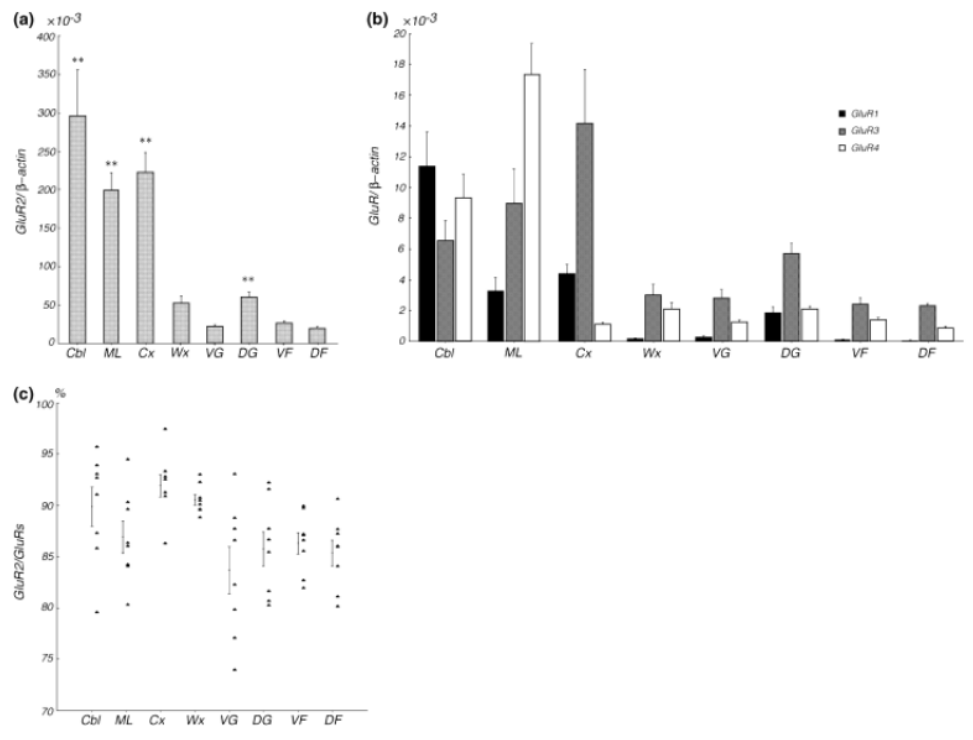 (a) ×10⁻³
GluR2/β-actin
400
350
300
250
200
150
100
50
0
**
**
**
**
Cbl ML Cx Wx VG DG VF DF
(b) ×10⁻³
GluR/β-actin
20
18
16
14
12
10
8
6
4
2
0
GluR1
GluR3
GluR4
Cbl ML Cx Wx VG DG VF DF
(c) %
GluR2/GluRs
100
95
90
85
80
75
70
Cbl ML Cx Wx VG DG VF DF